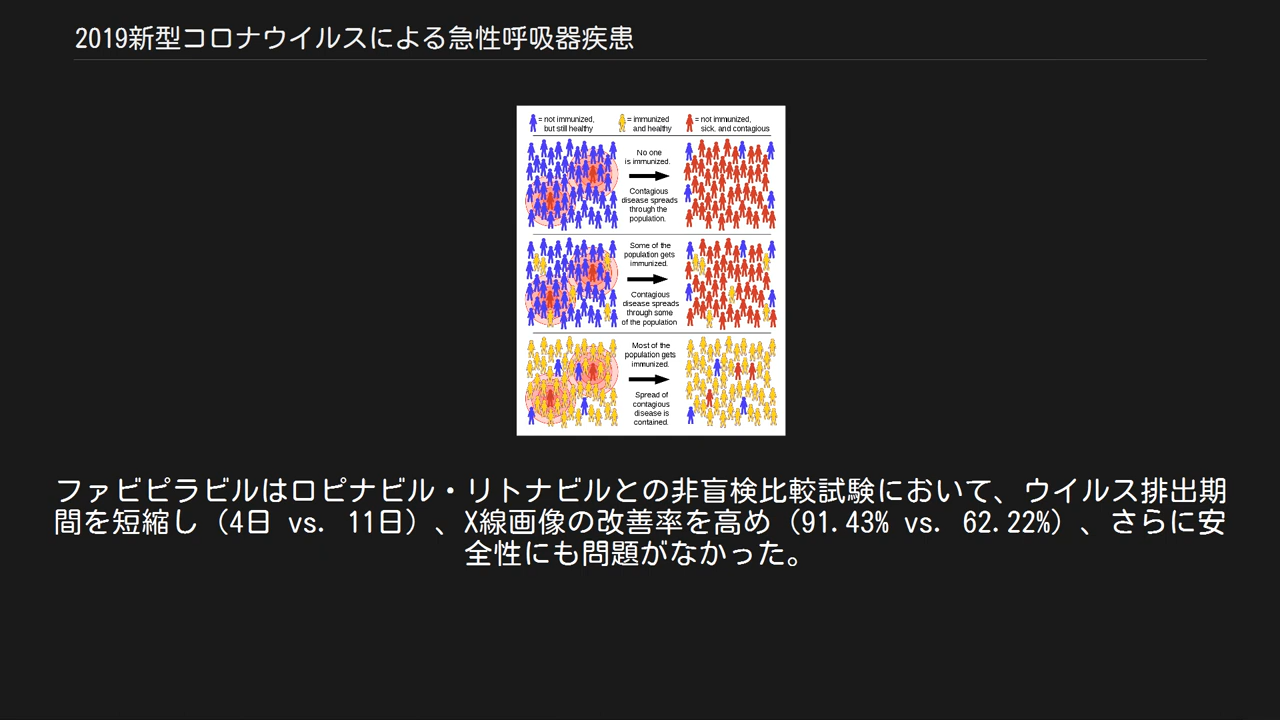 2019新型コロナウイルスによる急性呼吸器疾患
= not immunized, but still healthy
= immunized and healthy
= not immunized, sick, and contagious
No one
is immunized.
Contagious
disease spreads
through the
population.
Some of the
population gets
immunized.
Contagious
disease spreads
through some
of the population
Most of the
population gets
immunized.
Spread of
contagious
disease is
contained.
ファビピラビルはロピナビル・リトナビルとの非盲検比較試験において、ウイルス排出期
間を短縮し（4日 vs. 11日）、X線画像の改善率を高め（91.43% vs. 62.22%）、さらに安
全性にも問題がなかった。